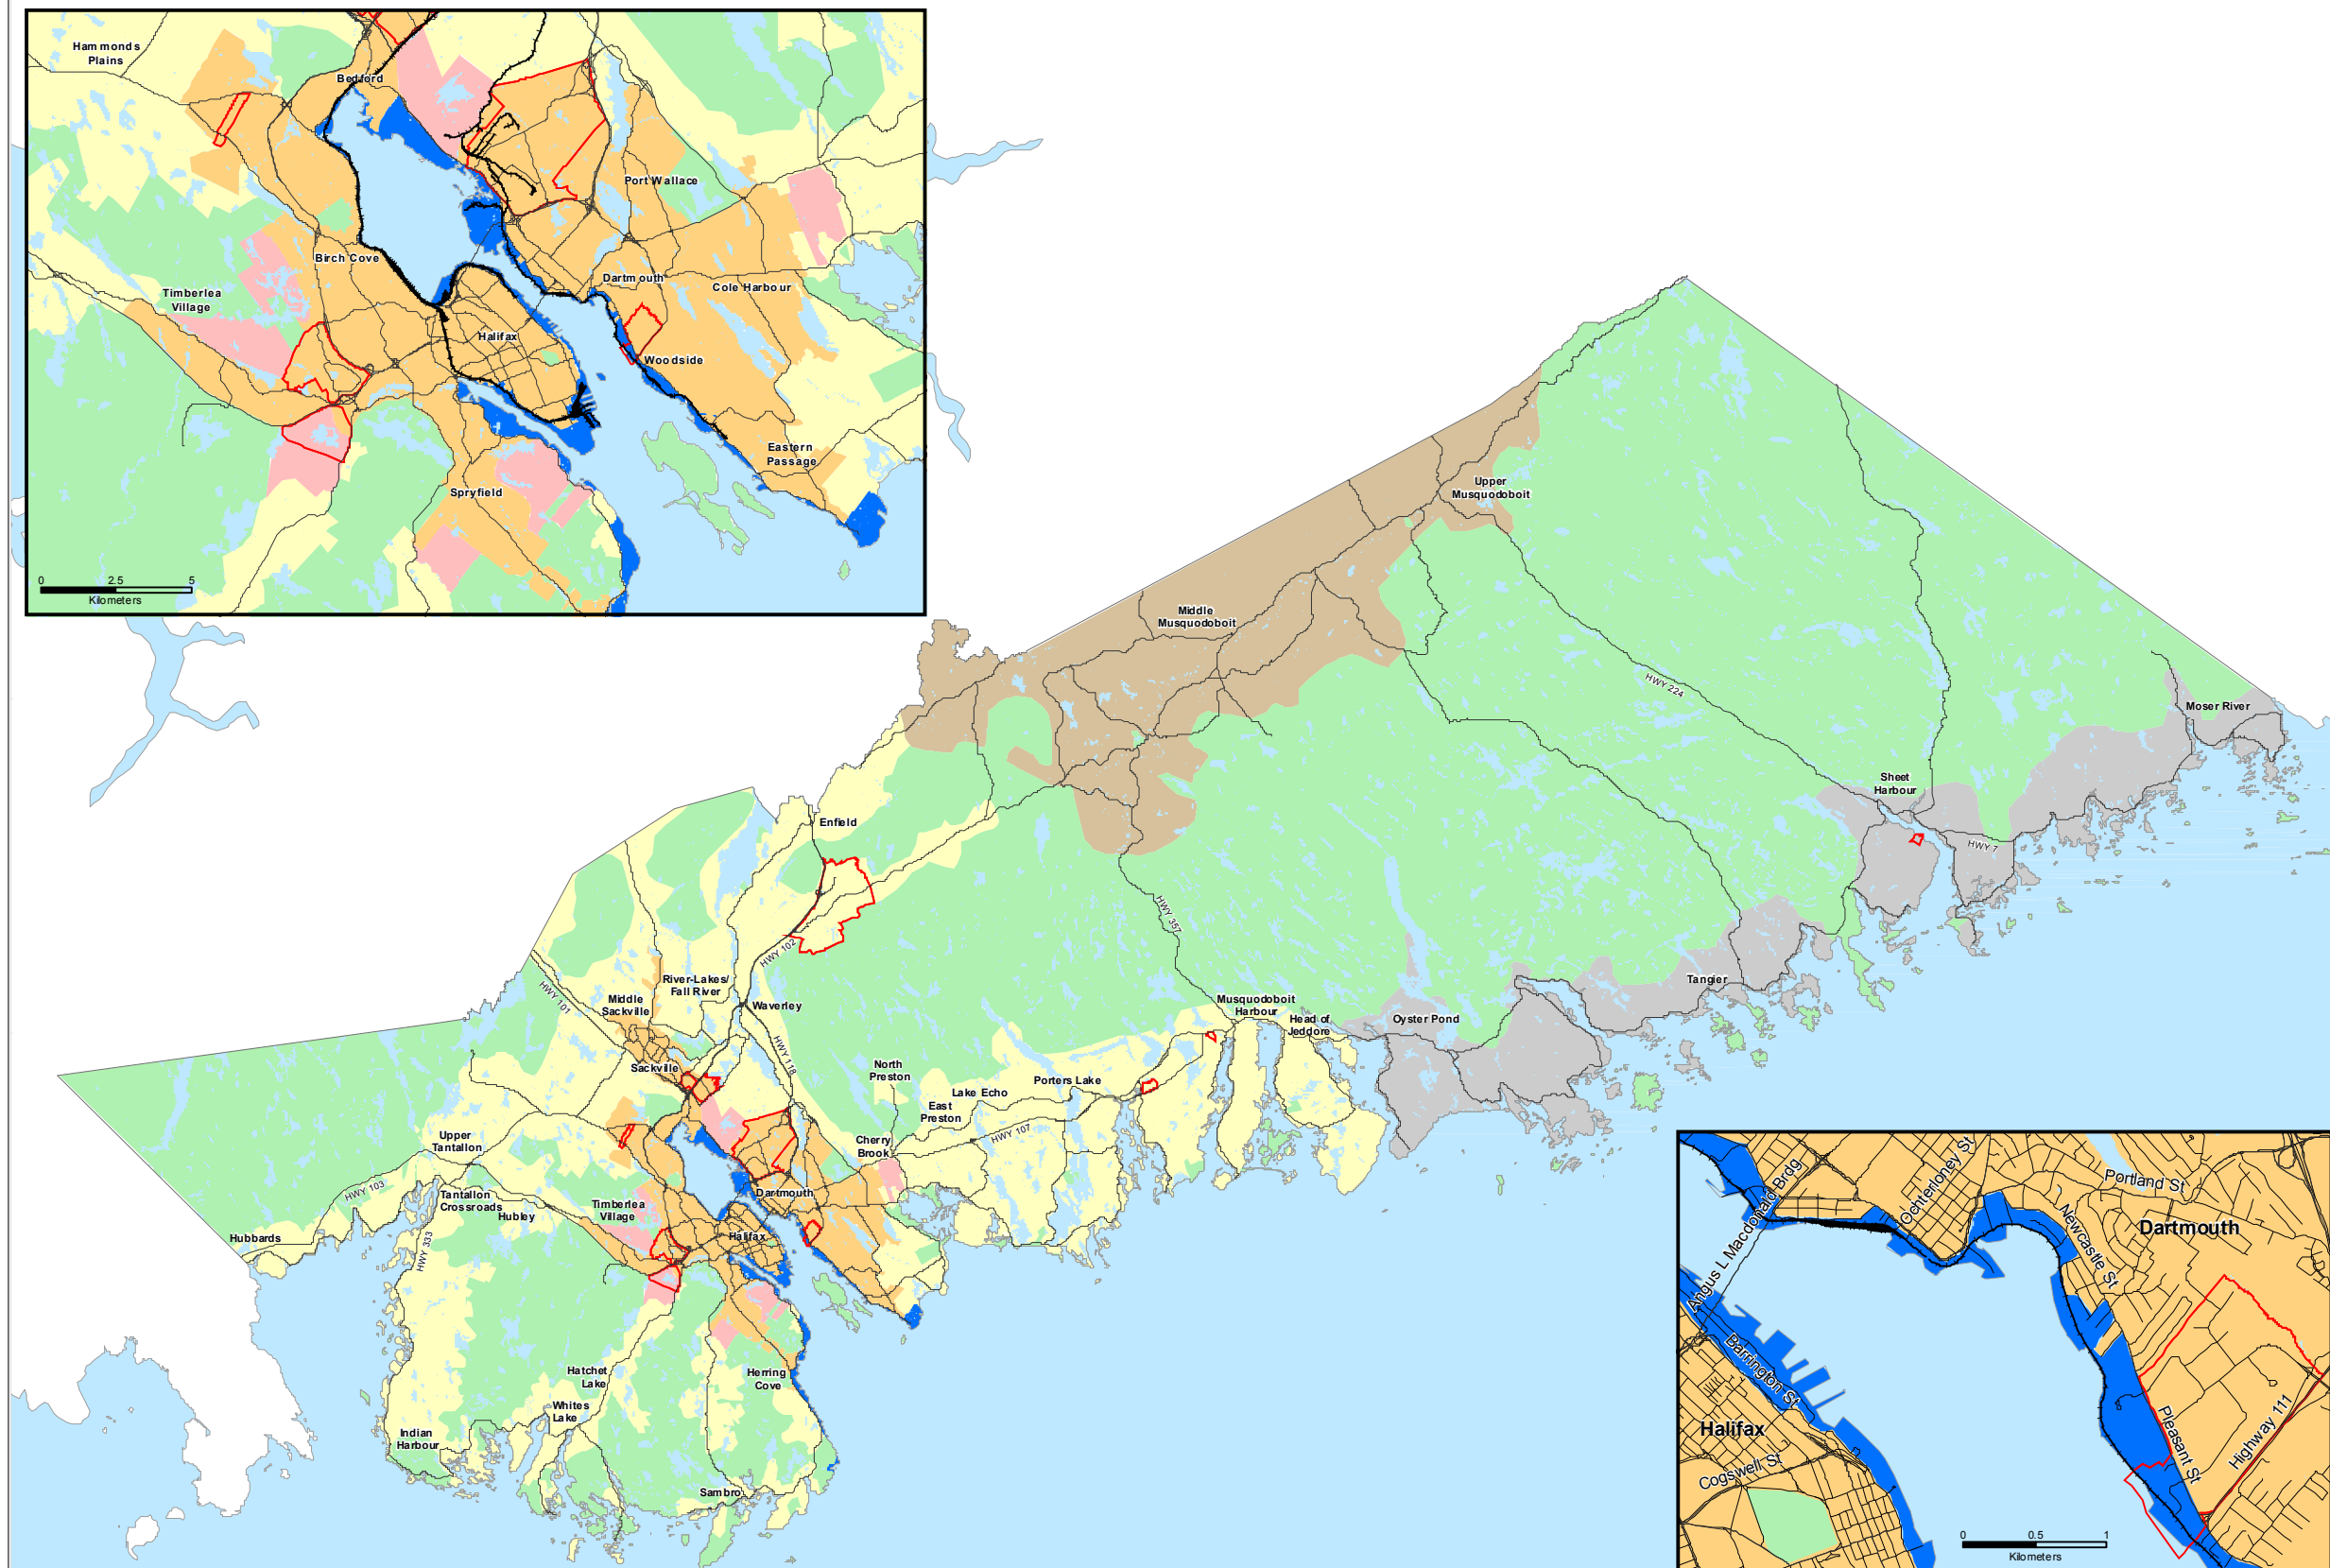 Hammonds
Plains
Bedford
Port Wallace
Birch Cove
Timberlea
Village
Dartmouth
Cole Harbour
Halifax
Woodside
Eastern
Passage
Spryfield
0 2.5 5
Kilometers
Upper
Musquodoboit
Middle
Musquodoboit
HWY 224
Moser River
Sheet
Harbour
HWY 7
Enfield
HWY 357
HWY 102
River-Lakes/
Fall River
Middle
Sackville
HWY 101
Waverley
Tangier
Musquodoboit
Harbour
Head of
Jeddore
Oyster Pond
HWY 118
Sackville
North
Preston
Porters Lake
Lake Echo
East
Preston
HWY 107
Cherry
Brook
Upper
Tantallon
HWY 103
Tantallon
Crossroads
Hubley
Timberlea
Village
Dartmouth
Hubbards
HWY 333
Halifax
Hatchet
Lake
Herring
Cove
Whites
Lake
Indian
Harbour
Sambro
Angus L Macdonald Brdg
Ochterloney St
Portland St
Newcastle St
Dartmouth
Barrington St
Halifax
Cogswell St
Pleasant St
Highway 111
0 0.5 1
Kilometers